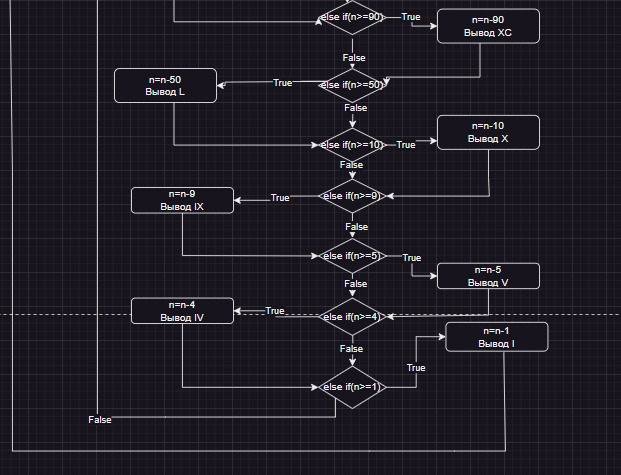 else if(n>=90)
True
n=n-90
Вывод XC
False
n=n-50
Вывод L
True
else if(n>=50)
False
n=n-10
Вывод X
else if(n>=10)
True
False
n=n-9
Вывод IX
True
else if(n>=9)
False
else if(n>=5)
True
n=n-5
Вывод V
False
n=n-4
Вывод IV
True
else if(n>=4)
n=n-1
Вывод I
False
True
else if(n>=1)
False